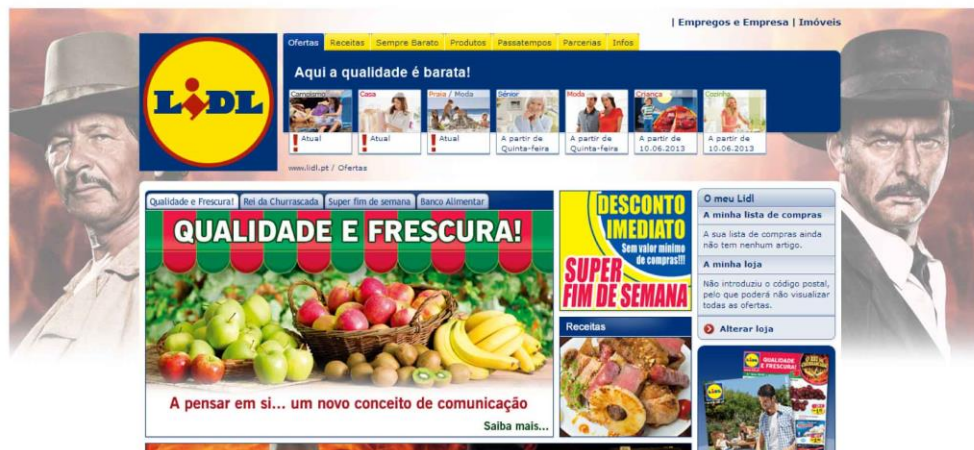 | Empregos e Empresa | Imóveis
LIDL
Ofertas Receitas Sempre Barato Produtos Passatempos Parcerias Infos
Aqui a qualidade é barata!
Campismo Casa Praia / Moda Sénior Moda Criança Cozinha
! Atual
! Atual
! Atual
A partir de
Quinta-feira
A partir de
Quinta-feira
A partir de
10.06.2013
A partir de
10.06.2013
www.lidl.pt / Ofertas
Qualidade e Frescura! Rei da Churrascada Super fim de semana Banco Alimentar
QUALIDADE E FRESCURA!
A pensar em si... um novo conceito de comunicação
Saiba mais...
DESCONTO
IMEDIATO
Sem valor mínimo
de compras!!!
SUPER
FIM DE SEMANA
Receitas
O meu Lidl
A minha lista de compras
A sua lista de compras ainda
não tem nenhum artigo.
A minha loja
Não introduziu o código postal,
pelo que poderá não visualizar
todas as ofertas.
Alterar loja
QUALIDADE
E FRESCURA!